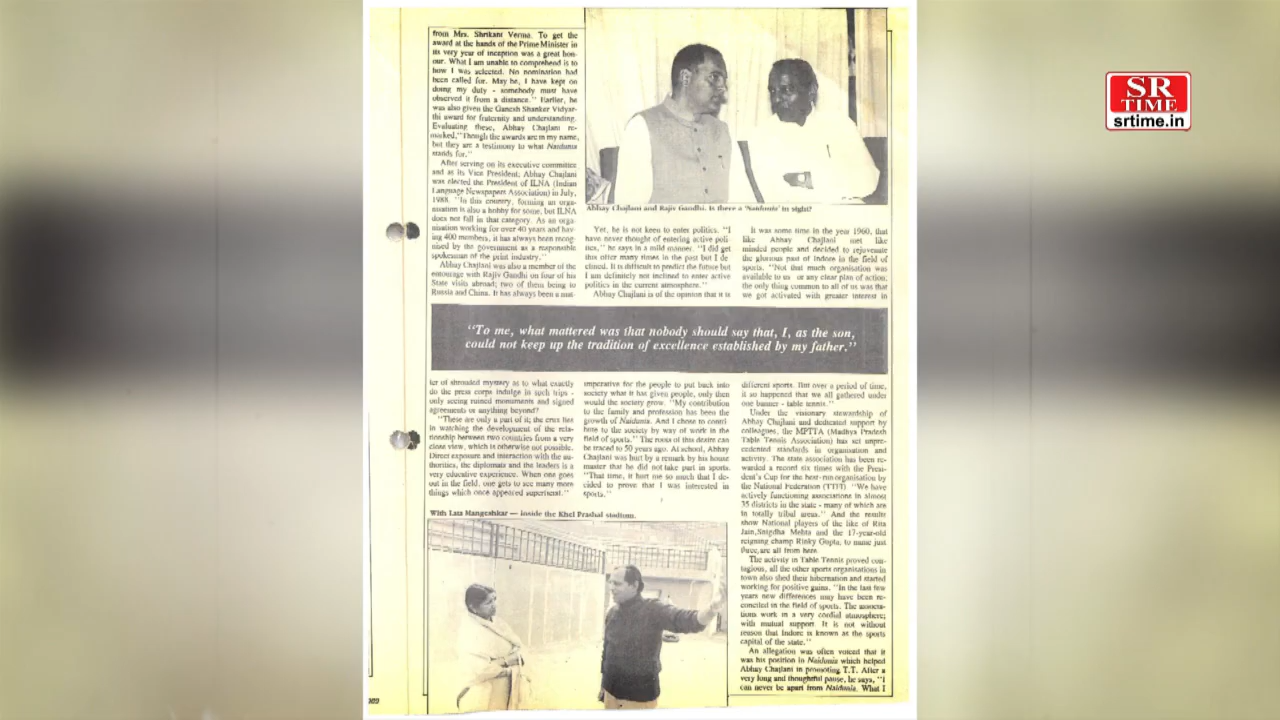 from Mrs. Shrikant Verma. To get the
award at the hands of the Prime Minister in
its very year of inception was a great hon-
our. What I am unable to comprehend is to
how I was selected. No nomination had
been called for. May be, I have kept on
doing my duty - somebody must have
observed it from a distance." Earlier, he
was also given the Ganesh Shanker Vidyar-
thi award for fraternity and understanding.
Evaluating these, Abhay Chajlani re-
marked, "Though the awards are in my name,
but they are a testimony to what Naidunia
stands for."
After serving on its executive committee
and as its Vice President, Abhay Chajlani
was elected the President of ILNA (Indian
Language Newspapers Association) in July,
1988. "In this country, forming an orga-
nisation is also a hobby for some, but ILNA
does not fall in that category. As an orga-
nisation working for over 40 years and hav-
ing 400 members, it has always been recog-
nised by the government as a responsible
spokesman of the print industry."
Abhay Chajlani was also a member of the
entourage with Rajiv Gandhi on four of his
State visits abroad; two of them being to
Russia and China. It has always been a mat-
Abhay Chajlani and Rajiv Gandhi. Is there a 'Naidunia' in sight?
Yet, he is not keen to enter politics. "I
have never thought of entering active poli-
tics," he says in a mild manner. "I did get
this offer many times in the past but I de-
clined. It is difficult to predict the future but
I am definitely not inclined to enter active
politics in the current atmosphere."
Abhay Chajlani is of the opinion that it is
It was some time in the year 1960, that
like Abhay Chajlani met like
minded people and decided to rejuvenate
the glorious past of Indore in the field of
sports. "Not that much organisation was
available to us or any clear plan of action;
the only thing common to all of us was that
we got activated with greater interest in
"To me, what mattered was that nobody should say that, I, as the son,
could not keep up the tradition of excellence established by my father."
ter of shrouded mystery as to what exactly
do the press corps indulge in such trips -
only seeing ruined monuments and signed
agreements or anything beyond?
"These are only a part of it; the crux lies
in watching the development of the rela-
tionship between two countries from a very
close view, which is otherwise not possible.
Direct exposure and interaction with the au-
thorities, the diplomats and the leaders is a
very educative experience. When one goes
out in the field, one gets to see many more
things which once appeared superficial."
imperative for the people to put back into
society what it has given people, only then
would the society grow. "My contribution
to the family and profession has been the
growth of Naidunia. And I chose to contri-
bute to the society by way of work in the
field of sports." The roots of this desire can
be traced to 50 years ago. At school, Abhay
Chajlani was hurt by a remark by his house
master that he did not take part in sports.
"That time, it hurt me so much that I de-
cided to prove that I was interested in
sports."
With Lata Mangeshkar — inside the Khel Prashal stadium.
different sports. But over a period of time,
it so happened that we all gathered under
one banner - table tennis."
Under the visionary stewardship of
Abhay Chajlani and dedicated support by
colleagues, the MPTTA (Madhya Pradesh
Table Tennis Association) has set unpre-
cedented standards in organisation and
activity. The state association has been re-
warded a record six times with the Presi-
dent's Cup for the best-run organisation by
the National Federation (TTFI) "We have
actively functioning associations in almost
35 districts in the state - many of which are
in totally tribal areas." And the results
show National players of the like of Rita
Jain, Snigdha Mehta and the 17-year-old
reigning champ Rinky Gupta, to name just
three, are all from here.
The activity in Table Tennis proved con-
tagious, all the other sports organisations in
town also shed their hibernation and started
working for positive gains. "In the last few
years new differences may have been re-
conciled in the field of sports. The associa-
tions work in a very cordial atmosphere;
with mutual support. It is not without
reason that Indore is known as the sports
capital of the state."
An allegation was often voiced that it
was his position in Naidunia which helped
Abhay Chajlani in promoting T.T. After a
very long and thoughtful pause, he says, "I
can never be apart from Naidunia. What I
SR
TIME
srtime.in